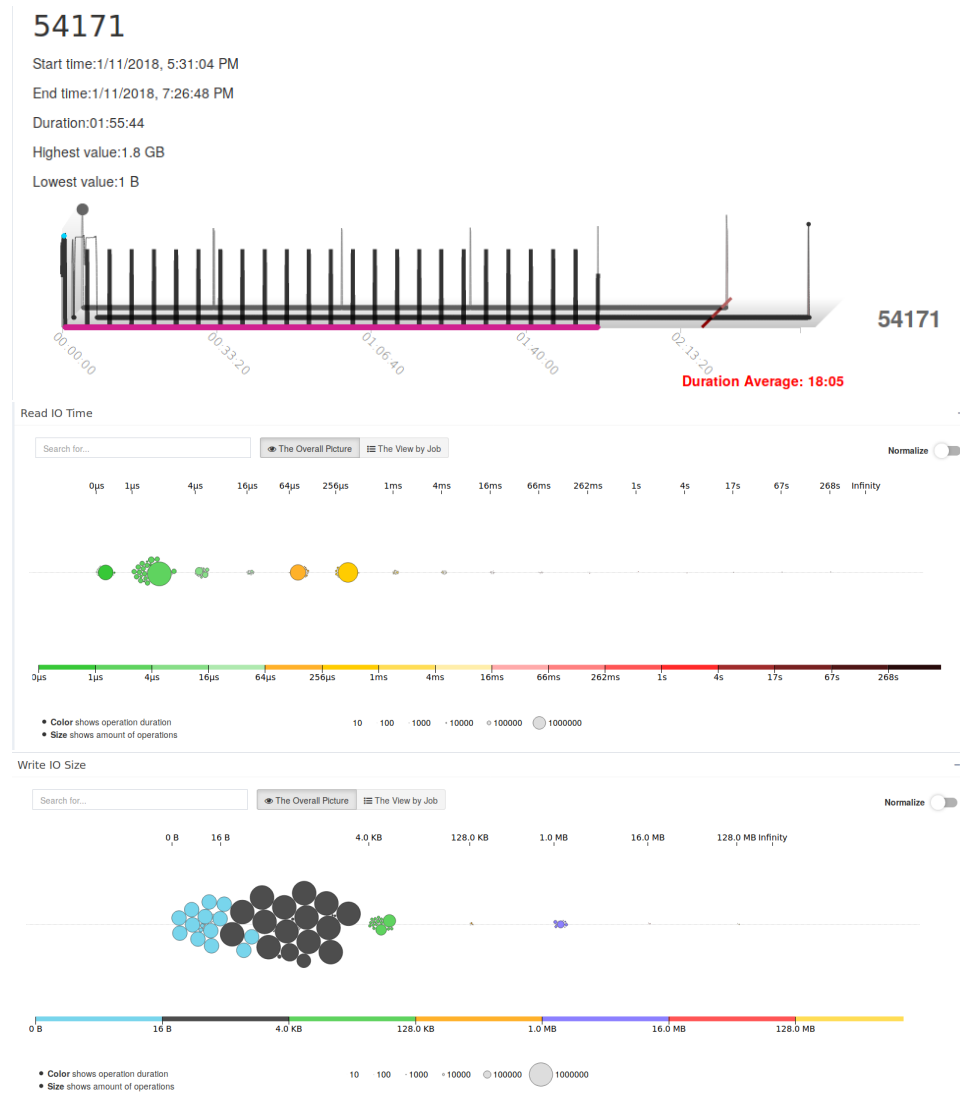 54171
Start time:1/11/2018, 5:31:04 PM
End time:1/11/2018, 7:26:48 PM
Duration:01:55:44
Highest value:1.8 GB
Lowest value:1 B
00:00:00 00:33:20 01:06:40 01:40:00 02:13:20
54171
Duration Average: 18:05
Read IO Time
Search for... The Overall Picture The View by Job Normalize
0µs 1µs 4µs 16µs 64µs 256µs 1ms 4ms 16ms 66ms 262ms 1s 4s 17s 67s 268s Infinity
0µs 1µs 4µs 16µs 64µs 256µs 1ms 4ms 16ms 66ms 262ms 1s 4s 17s 67s 268s
Color shows operation duration
Size shows amount of operations
10 100 1000 10000 100000 1000000
Write IO Size
Search for... The Overall Picture The View by Job Normalize
0 B 16 B 4.0 KB 128.0 KB 1.0 MB 16.0 MB 128.0 MB Infinity
0 B 16 B 4.0 KB 128.0 KB 1.0 MB 16.0 MB 128.0 MB
Color shows operation duration
Size shows amount of operations
10 100 1000 10000 100000 1000000